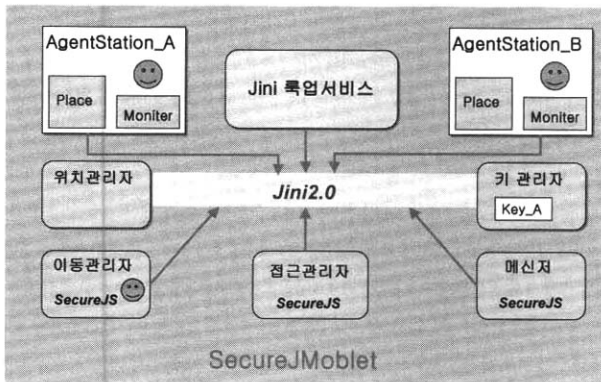 AgentStation_A
Place
Moniter
Jini 룩업서비스
AgentStation_B
Place
Moniter
위치관리자
Jini2.0
키 관리자
Key_A
이동관리자
SecureJS
접근관리자
SecureJS
메신저
SecureJS
SecureJMoblet